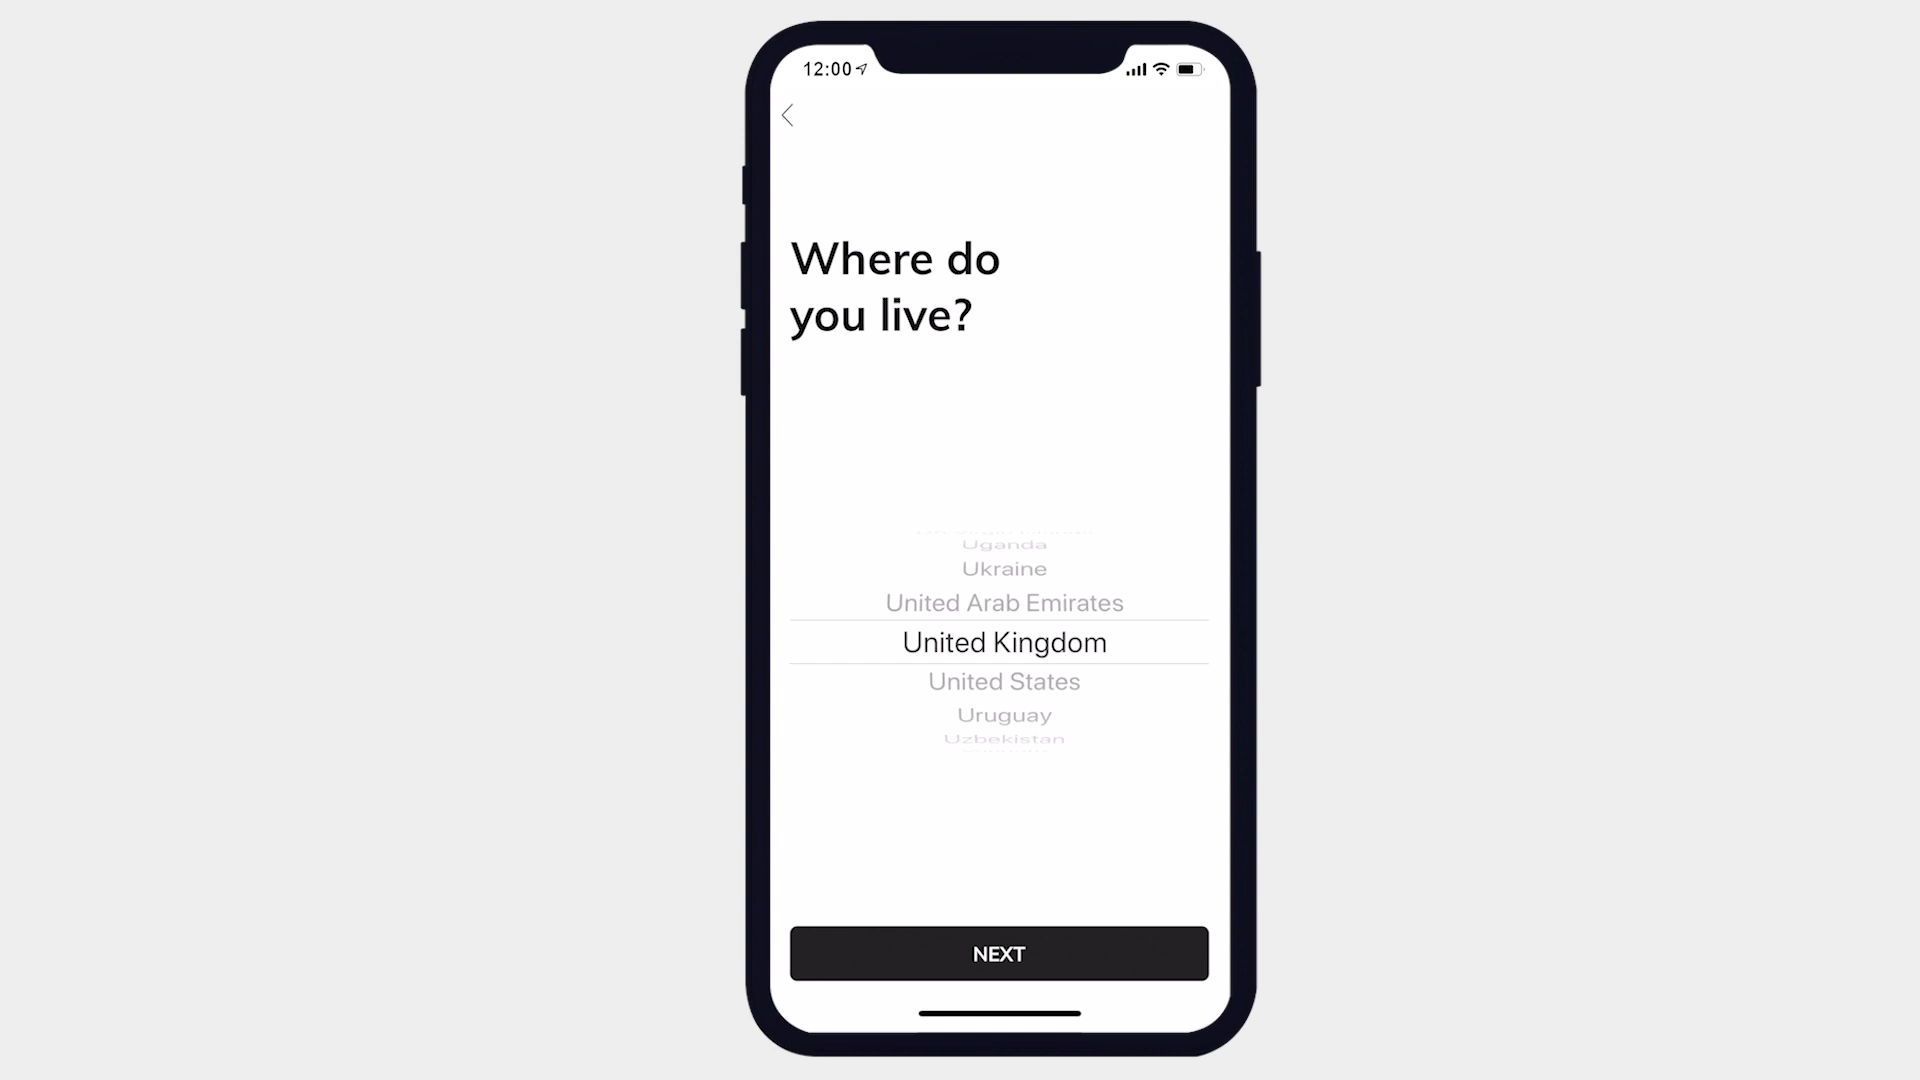 12:00
Where do
you live?
Uganda
Ukraine
United Arab Emirates
United Kingdom
United States
Uruguay
Uzbekistan
NEXT